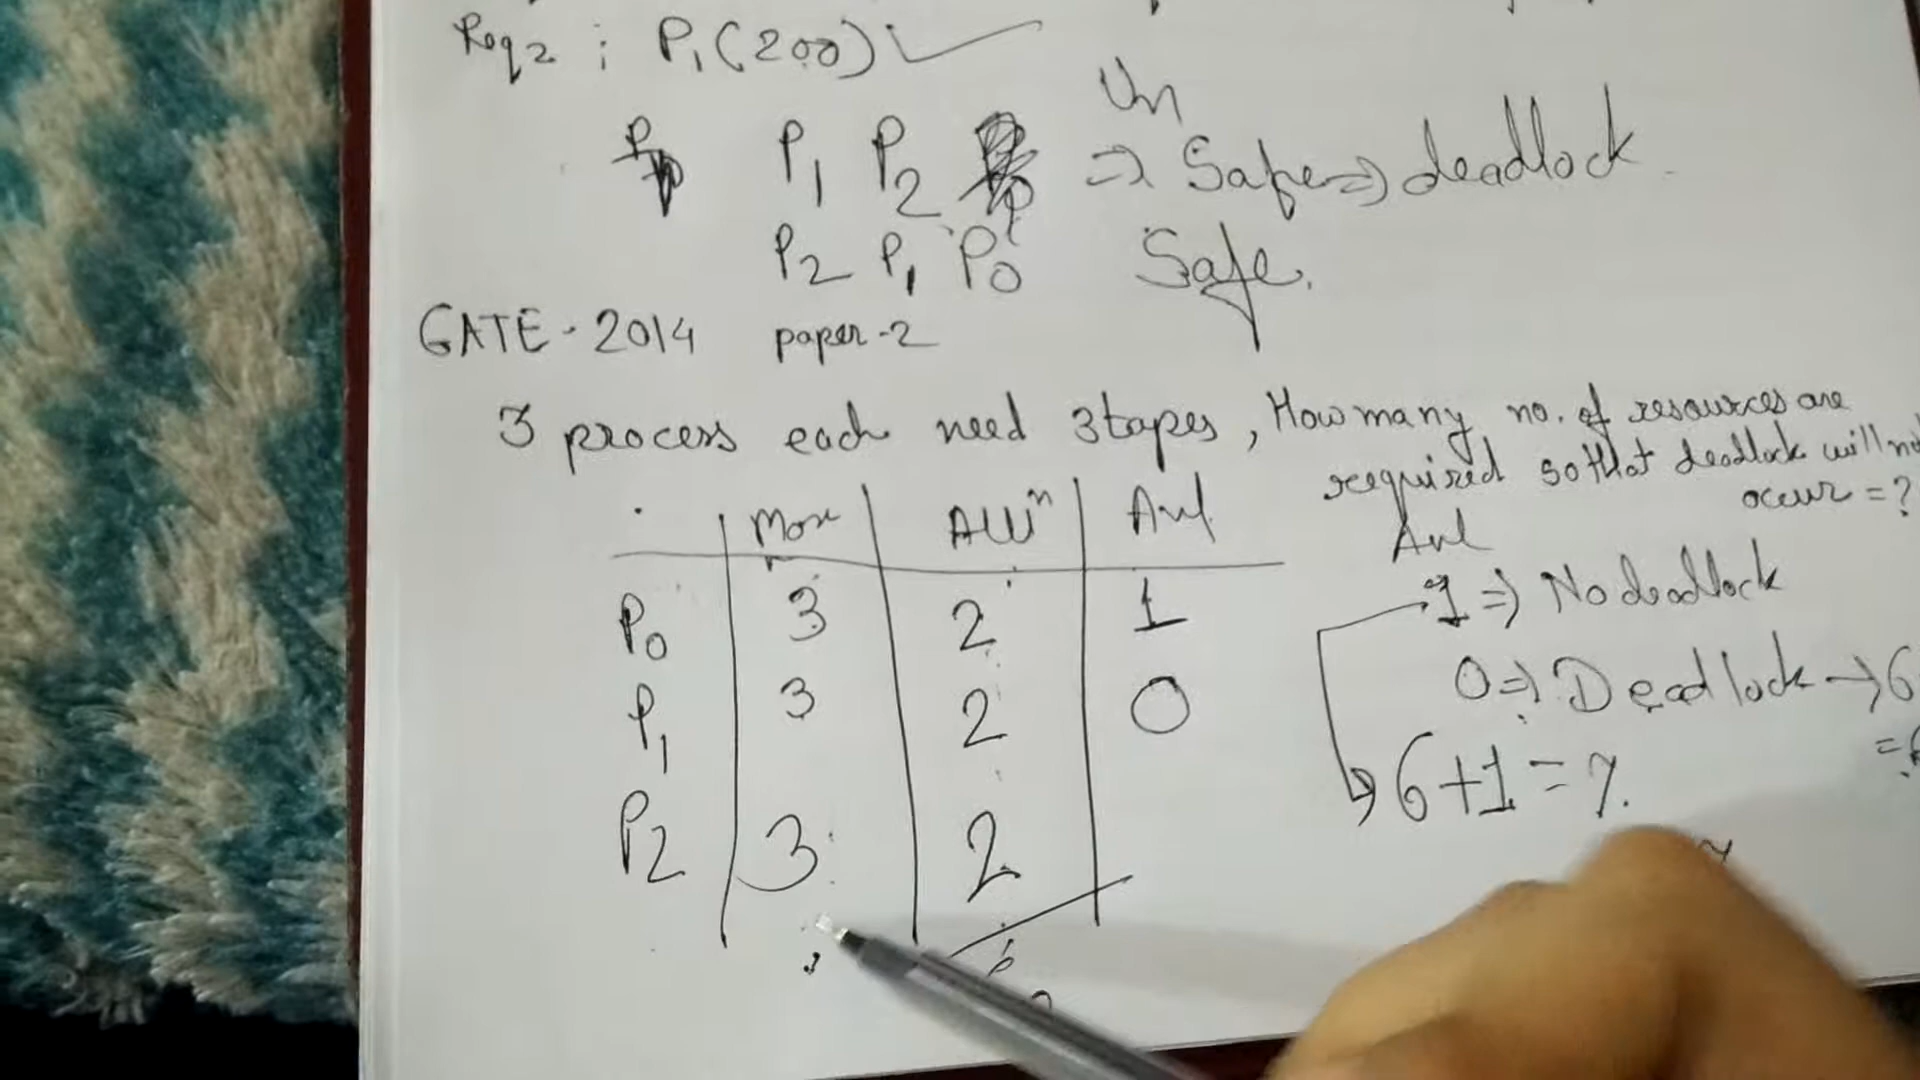 Req2 : P1(200) ✓
Un
P1 P2 => Safe => deadlock
P2 P1 P0 Safe.
GATE - 2014 paper -2
3 process each need 3 tapes, How many no. of resources are
required so that deadlock will not
occur = ?
Max Allⁿ Avl
Avl
P0 3 2 1
1 => No deadlock
P1 3 2 0
0 => Deadlock → 6
6+1 = 7.
P2 3 2
6